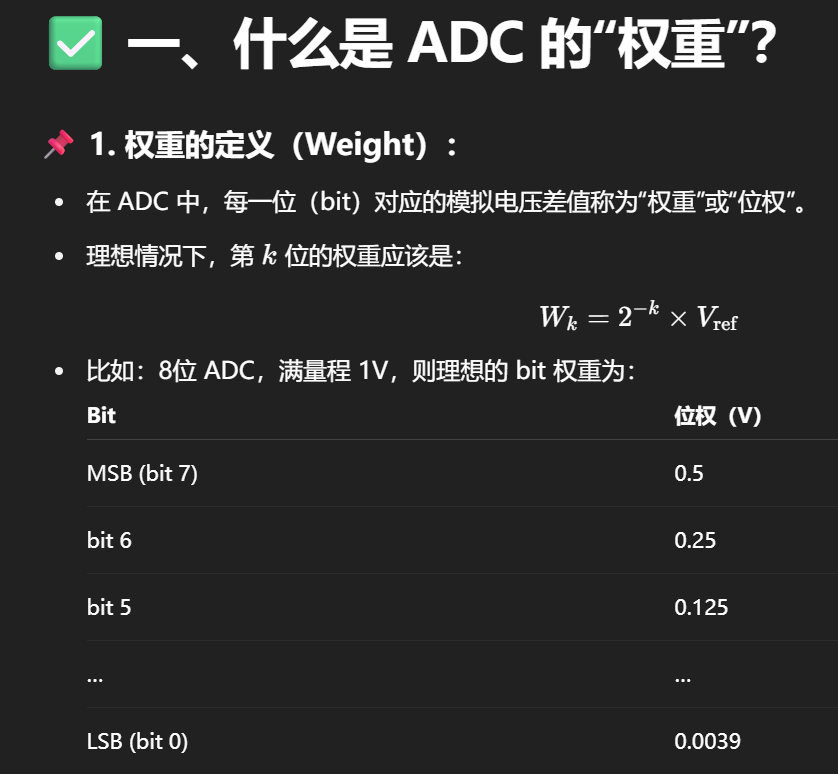 ✅ 一、什么是 ADC 的“权重”？
📌 1. 权重的定义（Weight）：
• 在 ADC 中，每一位（bit）对应的模拟电压差值称为“权重”或“位权”。
• 理想情况下，第 k 位的权重应该是：
W_k = 2^{-k} × V_ref
• 比如：8位 ADC，满量程 1V，则理想的 bit 权重为：
Bit 位权（V）
MSB (bit 7) 0.5
bit 6 0.25
bit 5 0.125
... ...
LSB (bit 0) 0.0039